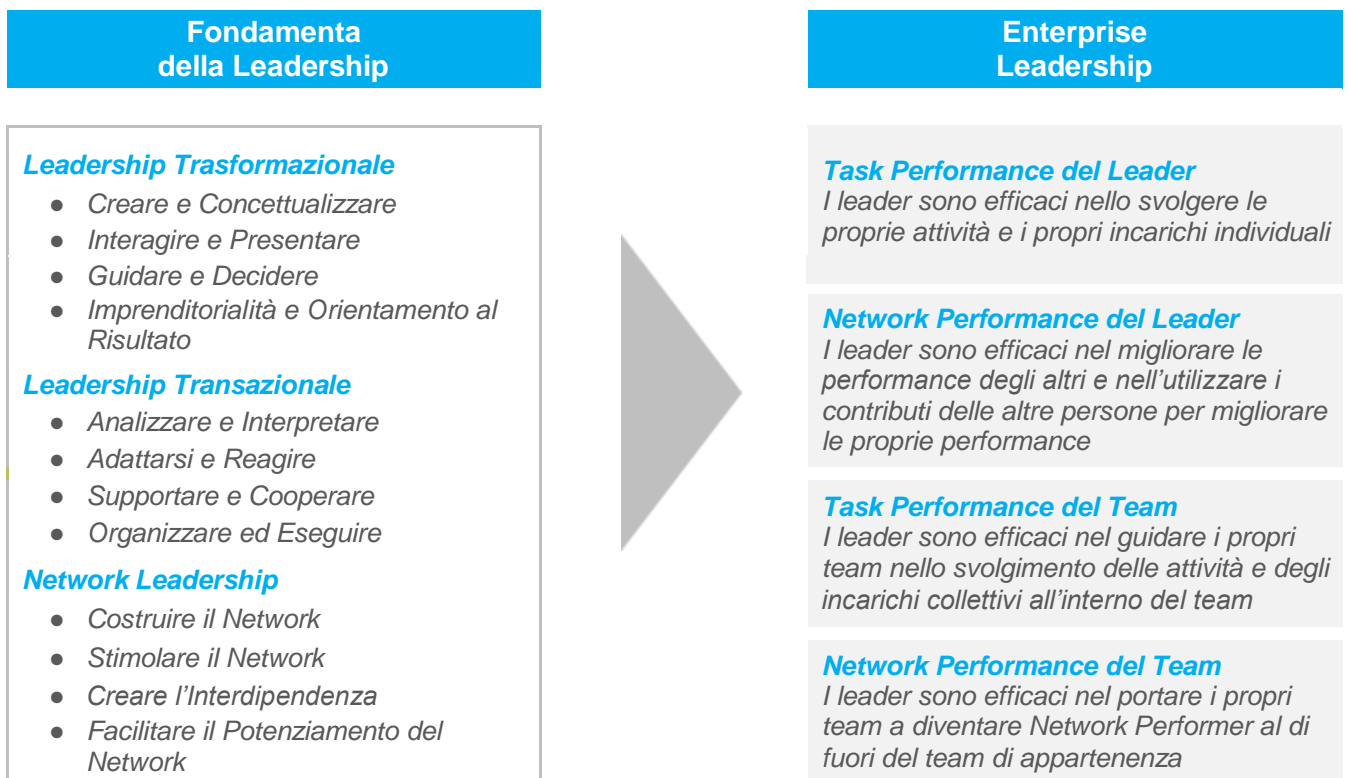 Fondamenta
della Leadership
Leadership Trasformazionale
● Creare e Concettualizzare
● Interagire e Presentare
● Guidare e Decidere
● Imprenditorialità e Orientamento al
Risultato
Leadership Transazionale
● Analizzare e Interpretare
● Adattarsi e Reagire
● Supportare e Cooperare
● Organizzare ed Eseguire
Network Leadership
● Costruire il Network
● Stimolare il Network
● Creare l’Interdipendenza
● Facilitare il Potenziamento del
Network
Enterprise
Leadership
Task Performance del Leader
I leader sono efficaci nello svolgere le
proprie attività e i propri incarichi individuali
Network Performance del Leader
I leader sono efficaci nel migliorare le
performance degli altri e nell’utilizzare i
contributi delle altre persone per migliorare
le proprie performance
Task Performance del Team
I leader sono efficaci nel guidare i propri
team nello svolgimento delle attività e degli
incarichi collettivi all’interno del team
Network Performance del Team
I leader sono efficaci nel portare i propri
team a diventare Network Performer al di
fuori del team di appartenenza